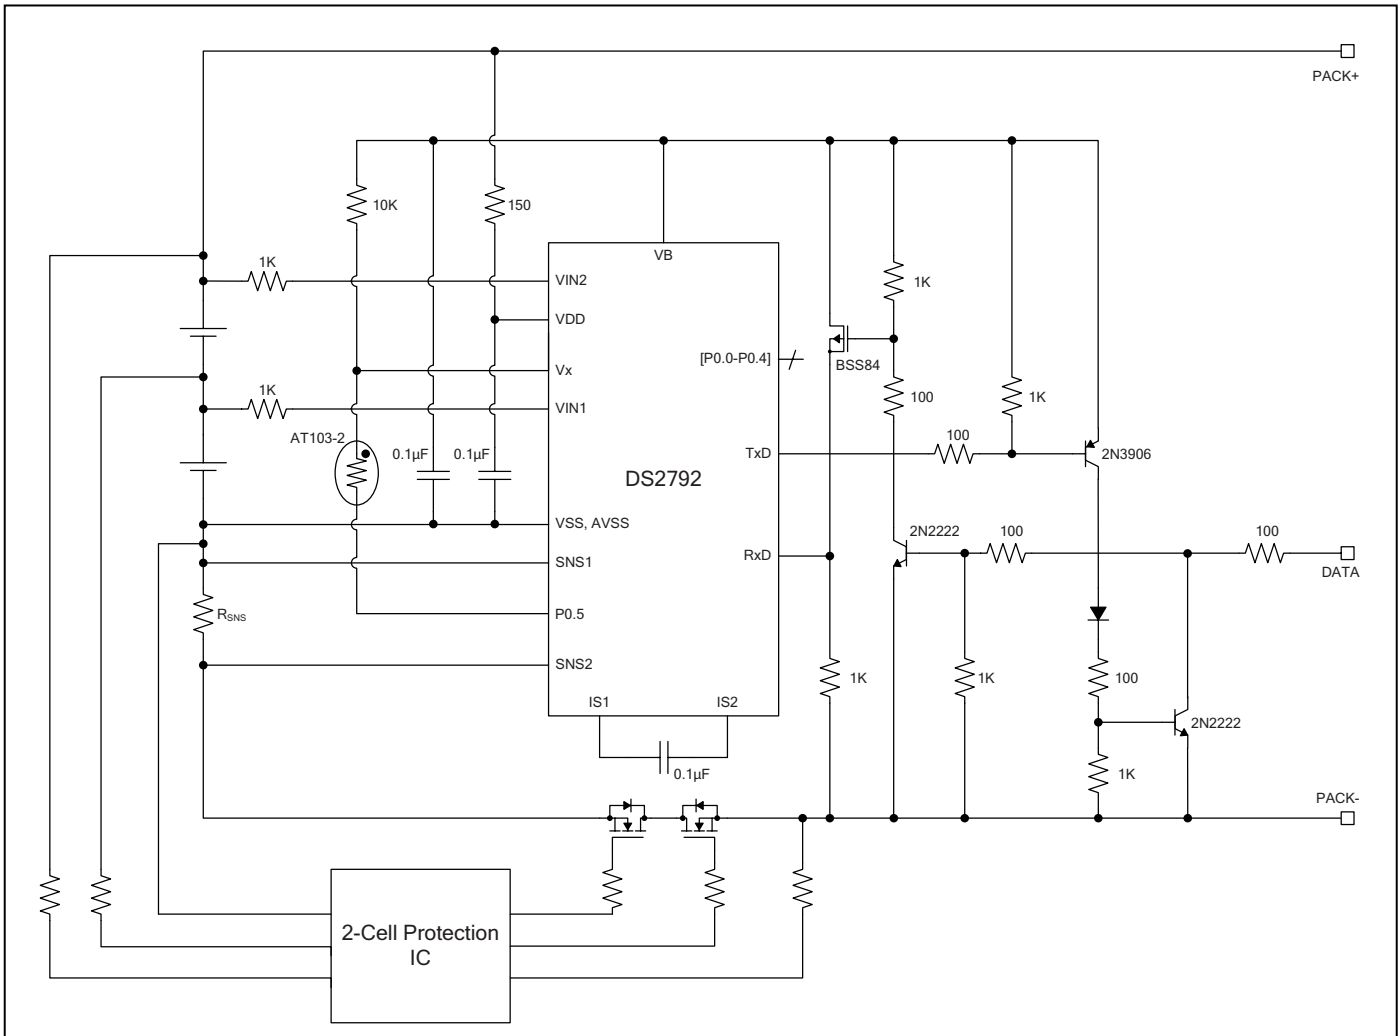 PACK+
10K
150
VB
1K
VIN2
1K
VDD
[P0.0-P0.4]
BSS84
Vx
1K
VIN1
100
1K
AT103-2
0.1µF
0.1µF
TxD
100
2N3906
DS2792
VSS, AVSS
2N2222
100
100
RxD
SNS1
DATA
RSNS
P0.5
SNS2
1K
1K
100
IS1
IS2
2N2222
0.1µF
1K
PACK-
2-Cell Protection
IC